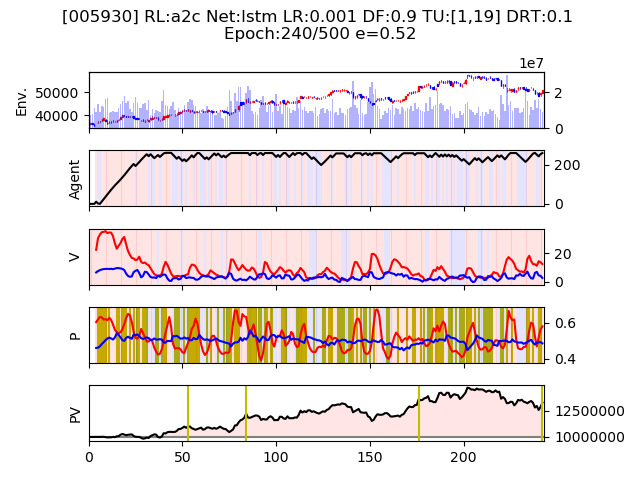 [005930] RL:a2c Net:lstm LR:0.001 DF:0.9 TU:[1,19] DRT:0.1
Epoch:240/500 e=0.52
1e7
Env.
50000
40000
2
0
Agent
200
0
V
20
0
P
0.6
0.4
PV
12500000
10000000
0 50 100 150 200